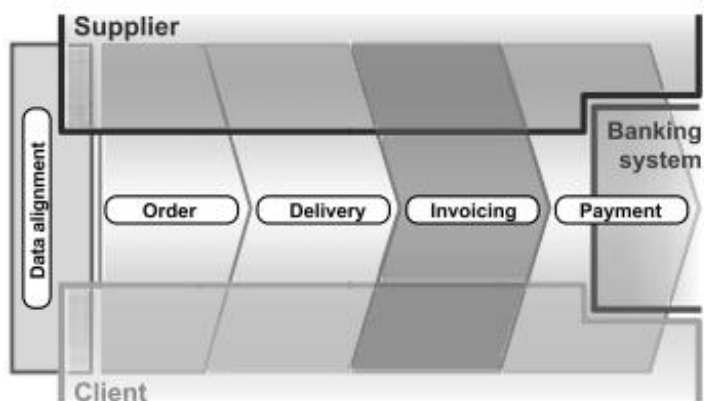 Supplier
Banking
system
Data alignment
Order
Delivery
Invoicing
Payment
Client